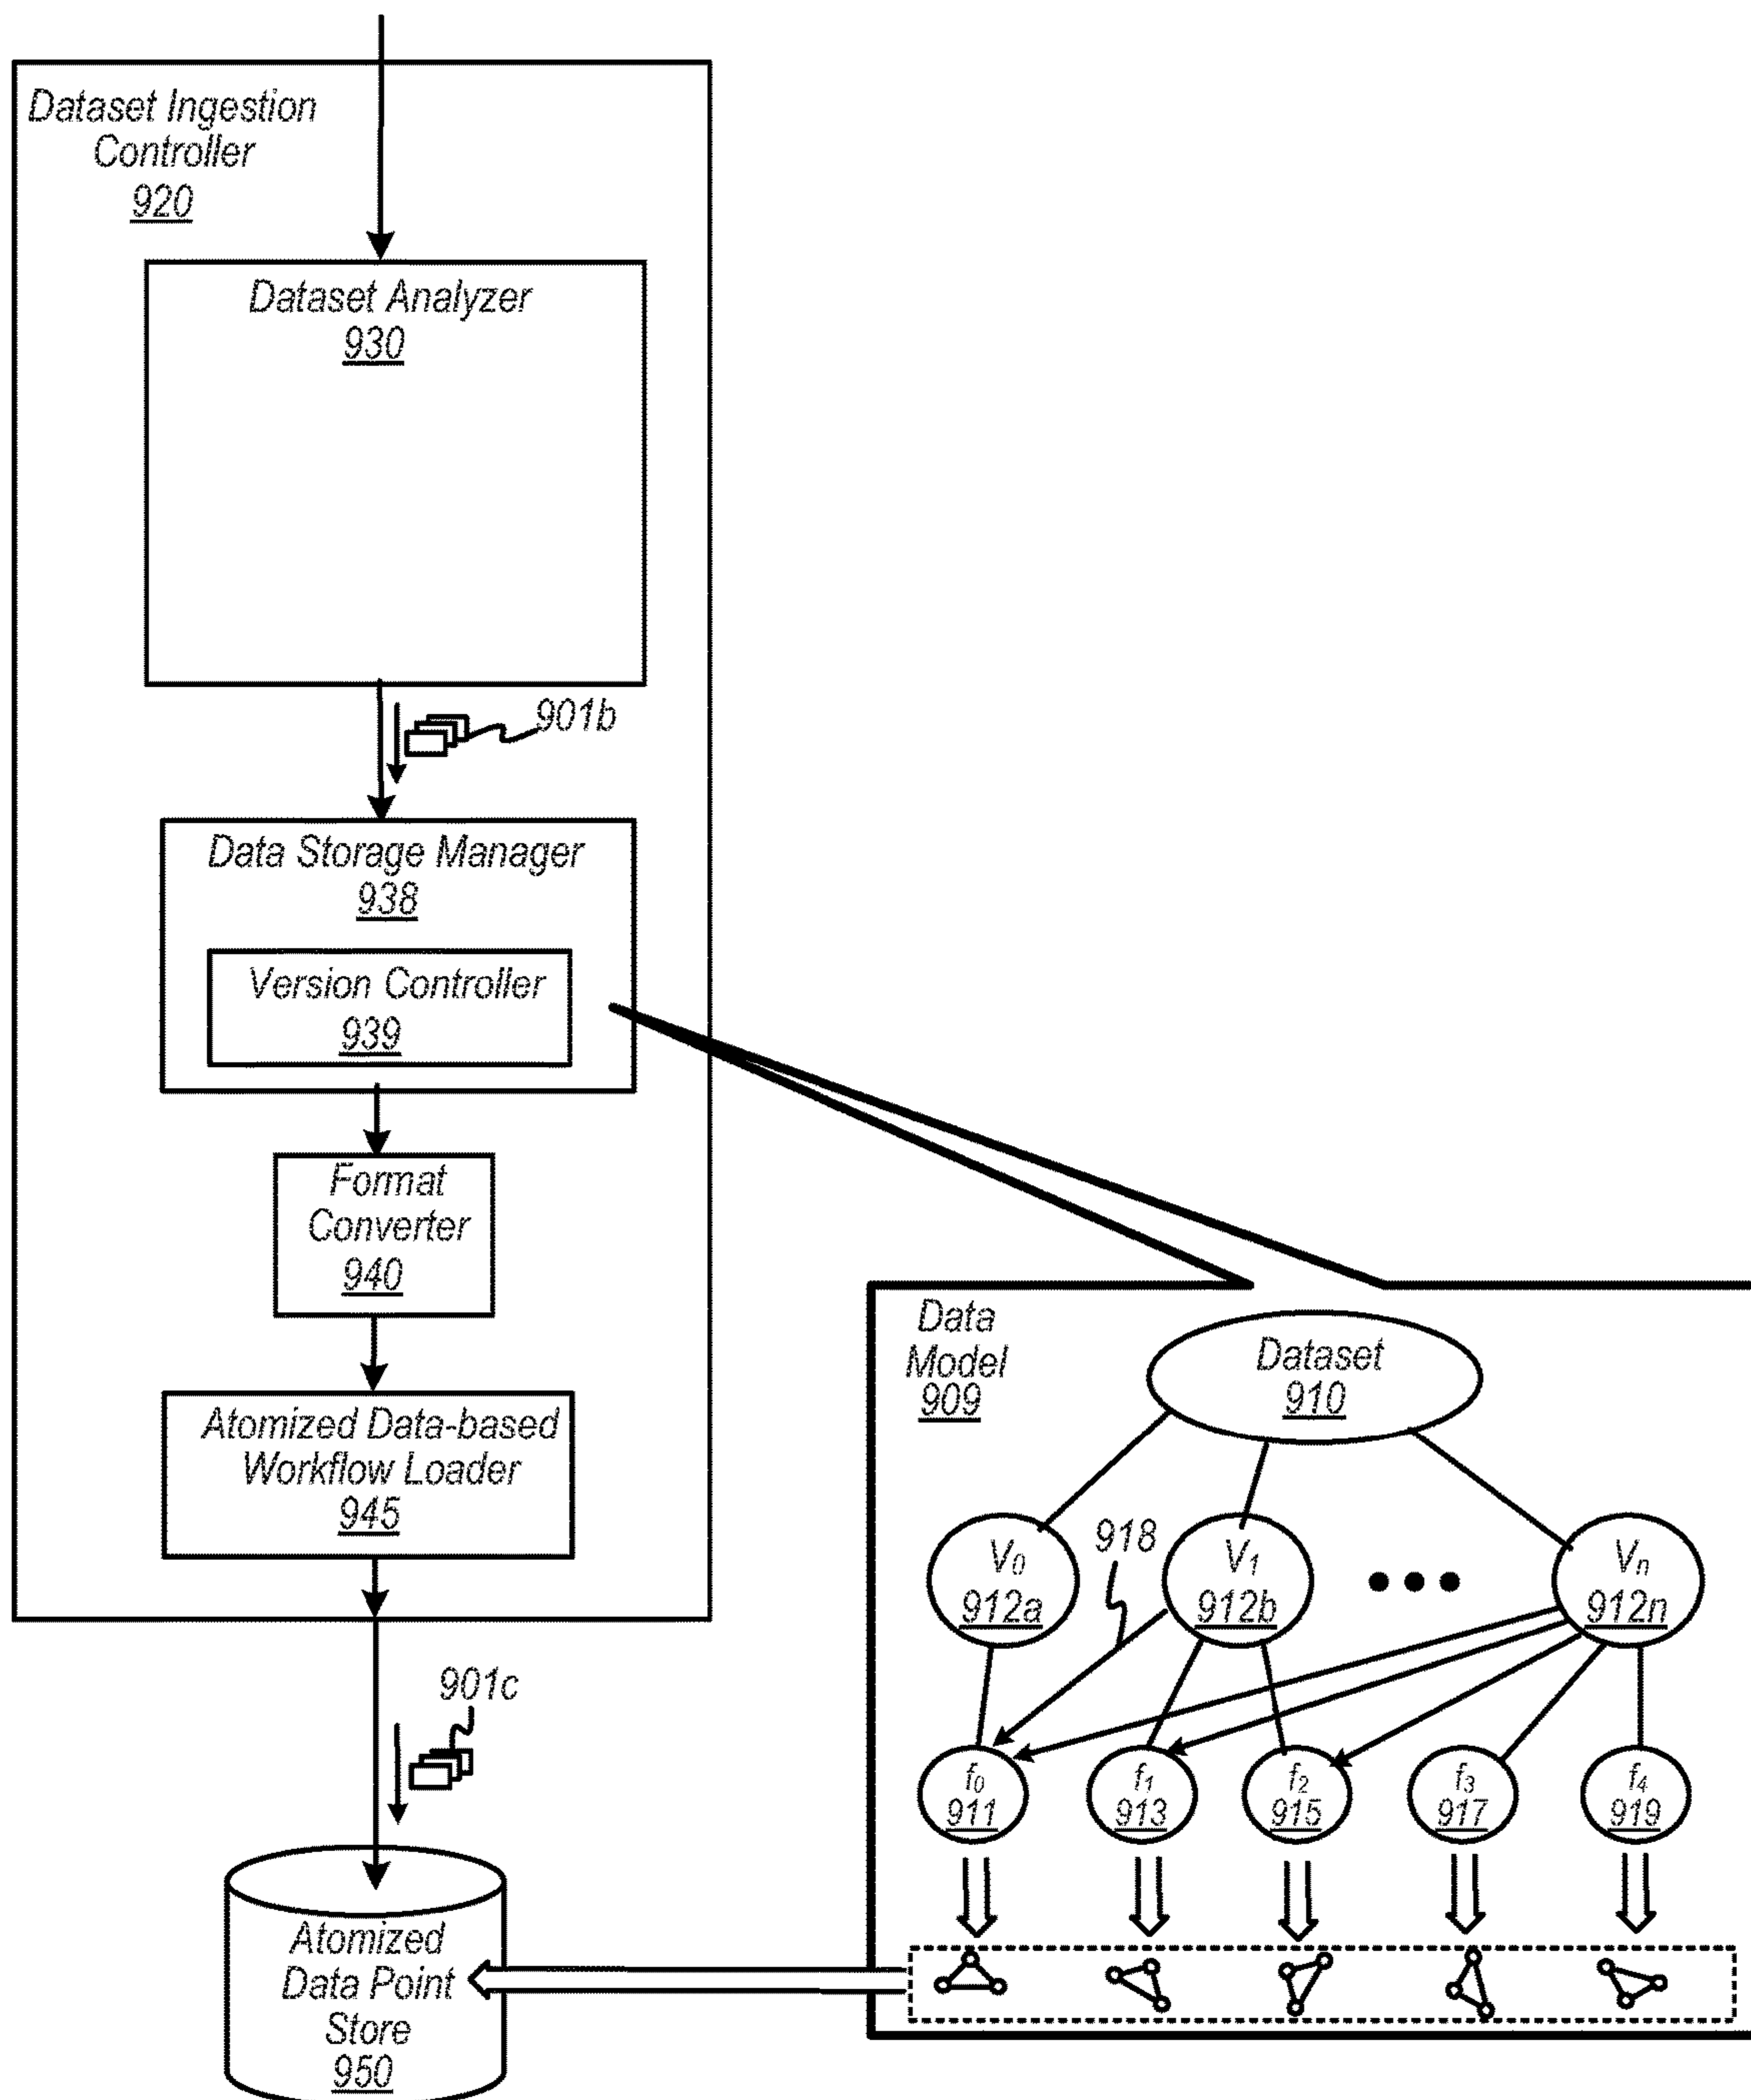 Dataset Ingestion
Controller
920
Dataset Analyzer
930
901b
Data Storage Manager
938
Version Controller
939
Format
Converter
940
Atomized Data-based
Workflow Loader
945
901c
Atomized
Data Point
Store
950
Data
Model
909
Dataset
910
918
V0
912a
V1
912b
Vn
912n
f0
911
f1
913
f2
915
f3
917
f4
919